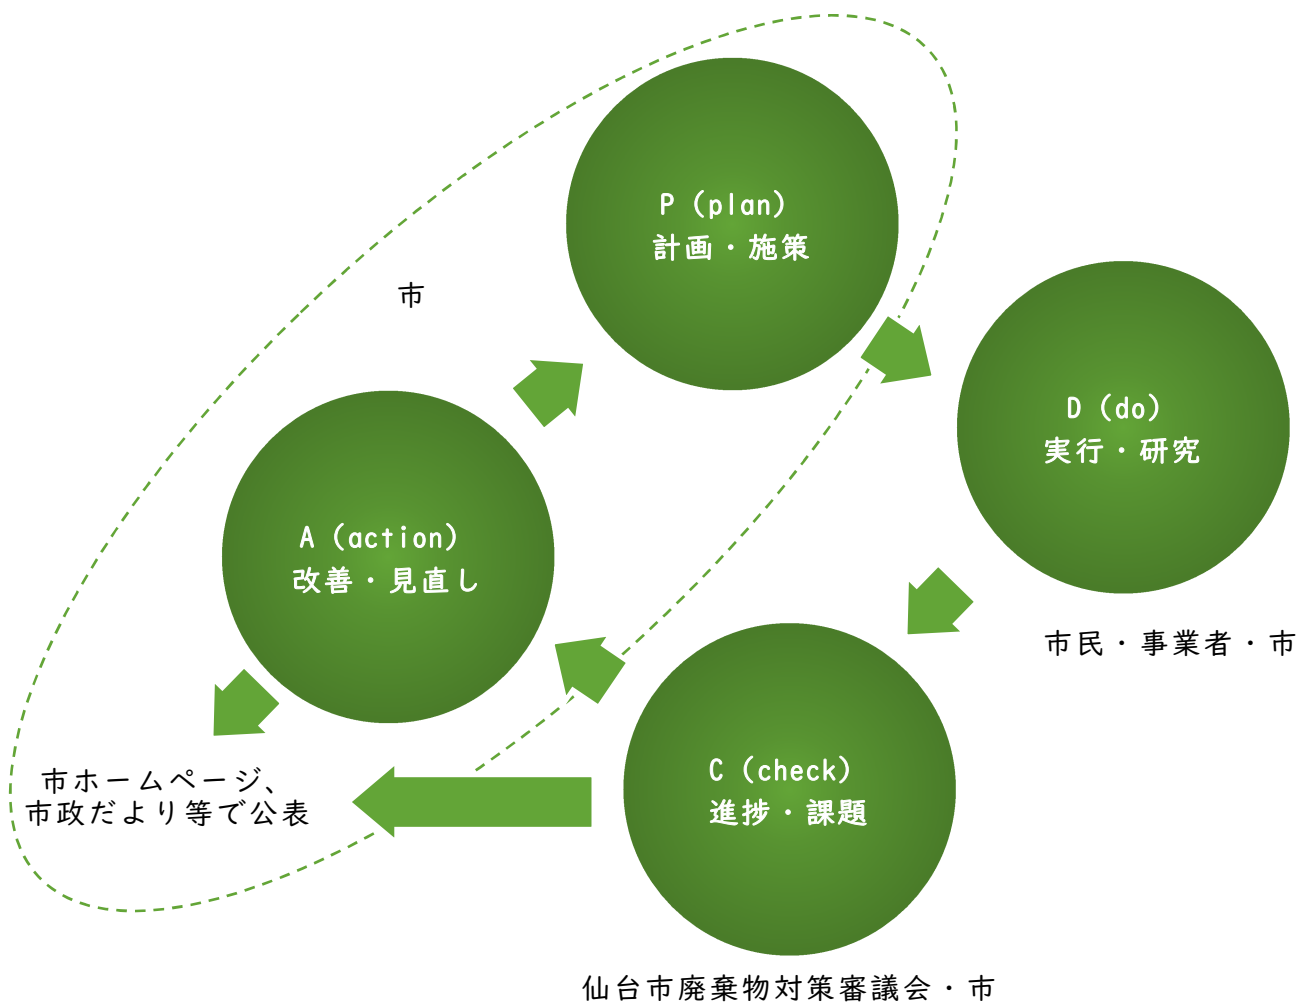 P（plan）
計画・施策
市
D（do）
実行・研究
市民・事業者・市
A（action）
改善・見直し
C（check）
進捗・課題
市ホームページ、
市政だより等で公表
仙台市廃棄物対策審議会・市